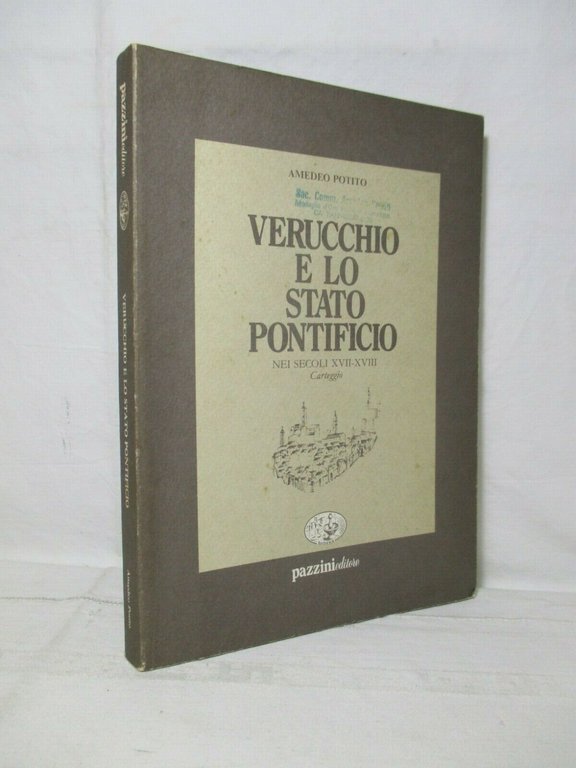 AMEDEO POTITO
VERUCCHIO
E LO
STATO
PONTIFICIO
NEI SECOLI XVII-XVIII
Carteggio
pazzinieditore
pazzinieditore
VERUCCHIO E LO STATO PONTIFICIO
Amedeo Potito